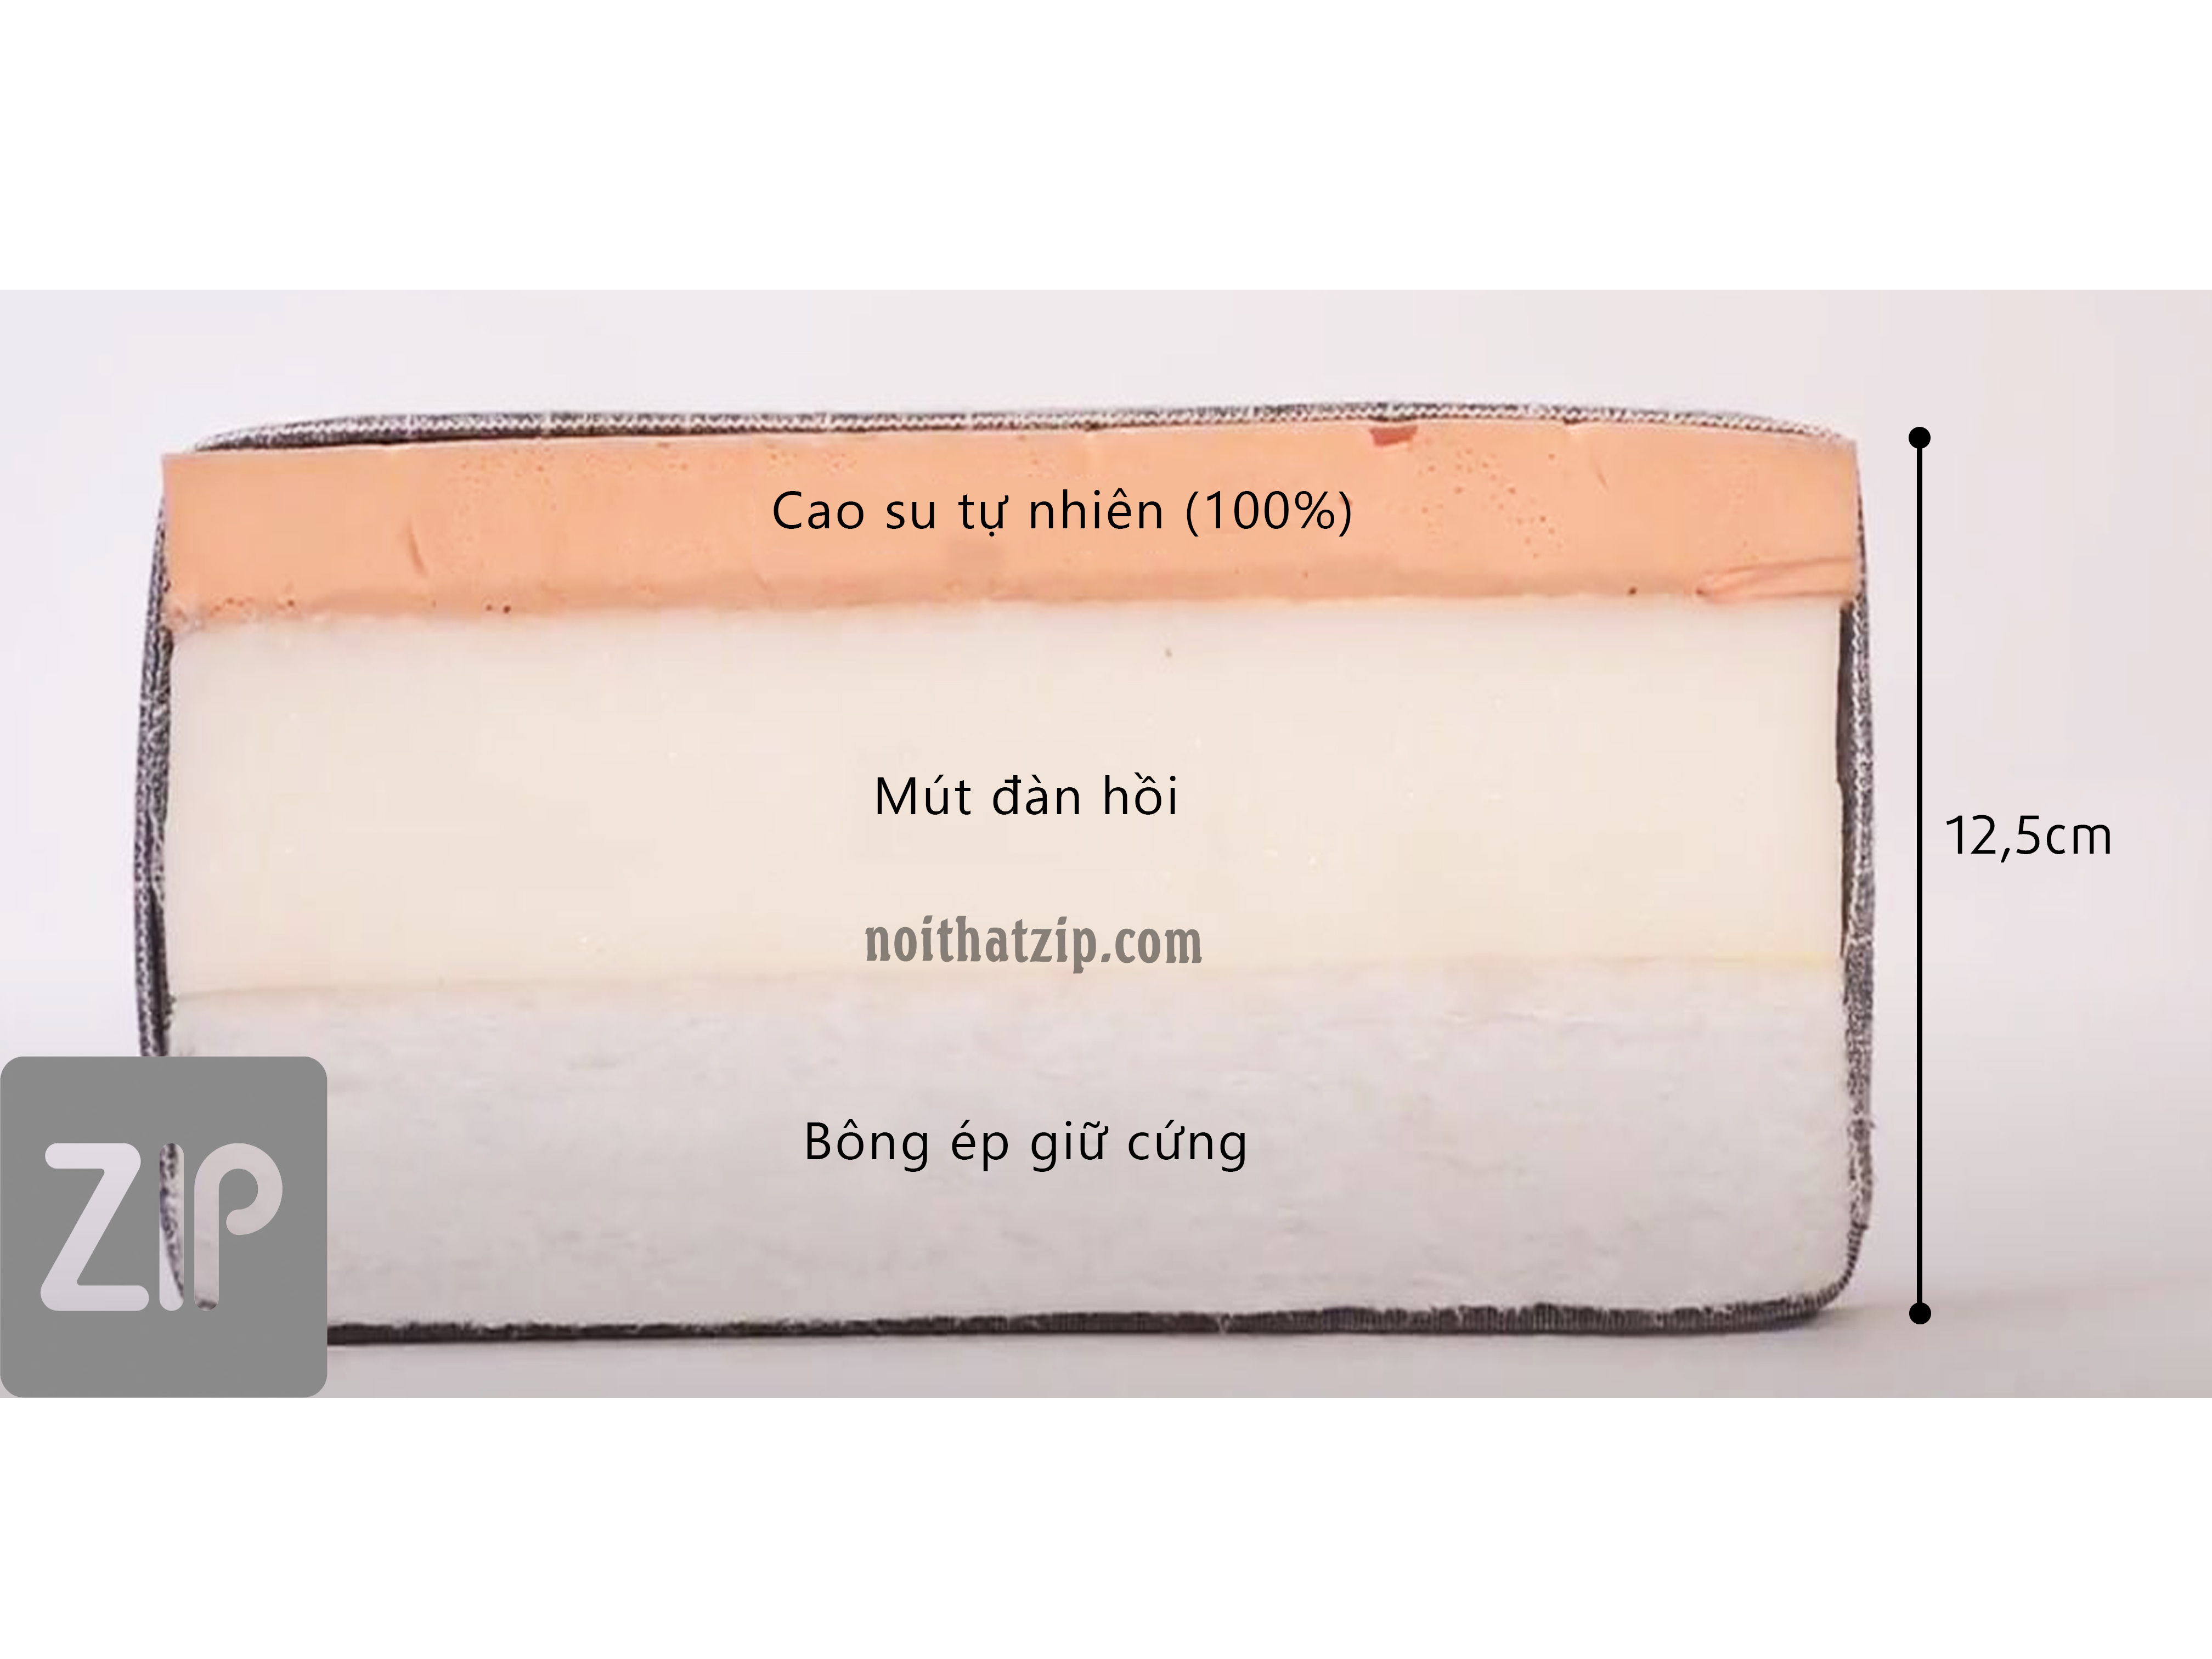 Cao su tự nhiên (100%)
Mút đàn hồi
12,5cm
noithatzip.com
Bông ép giữ cứng
ZIP